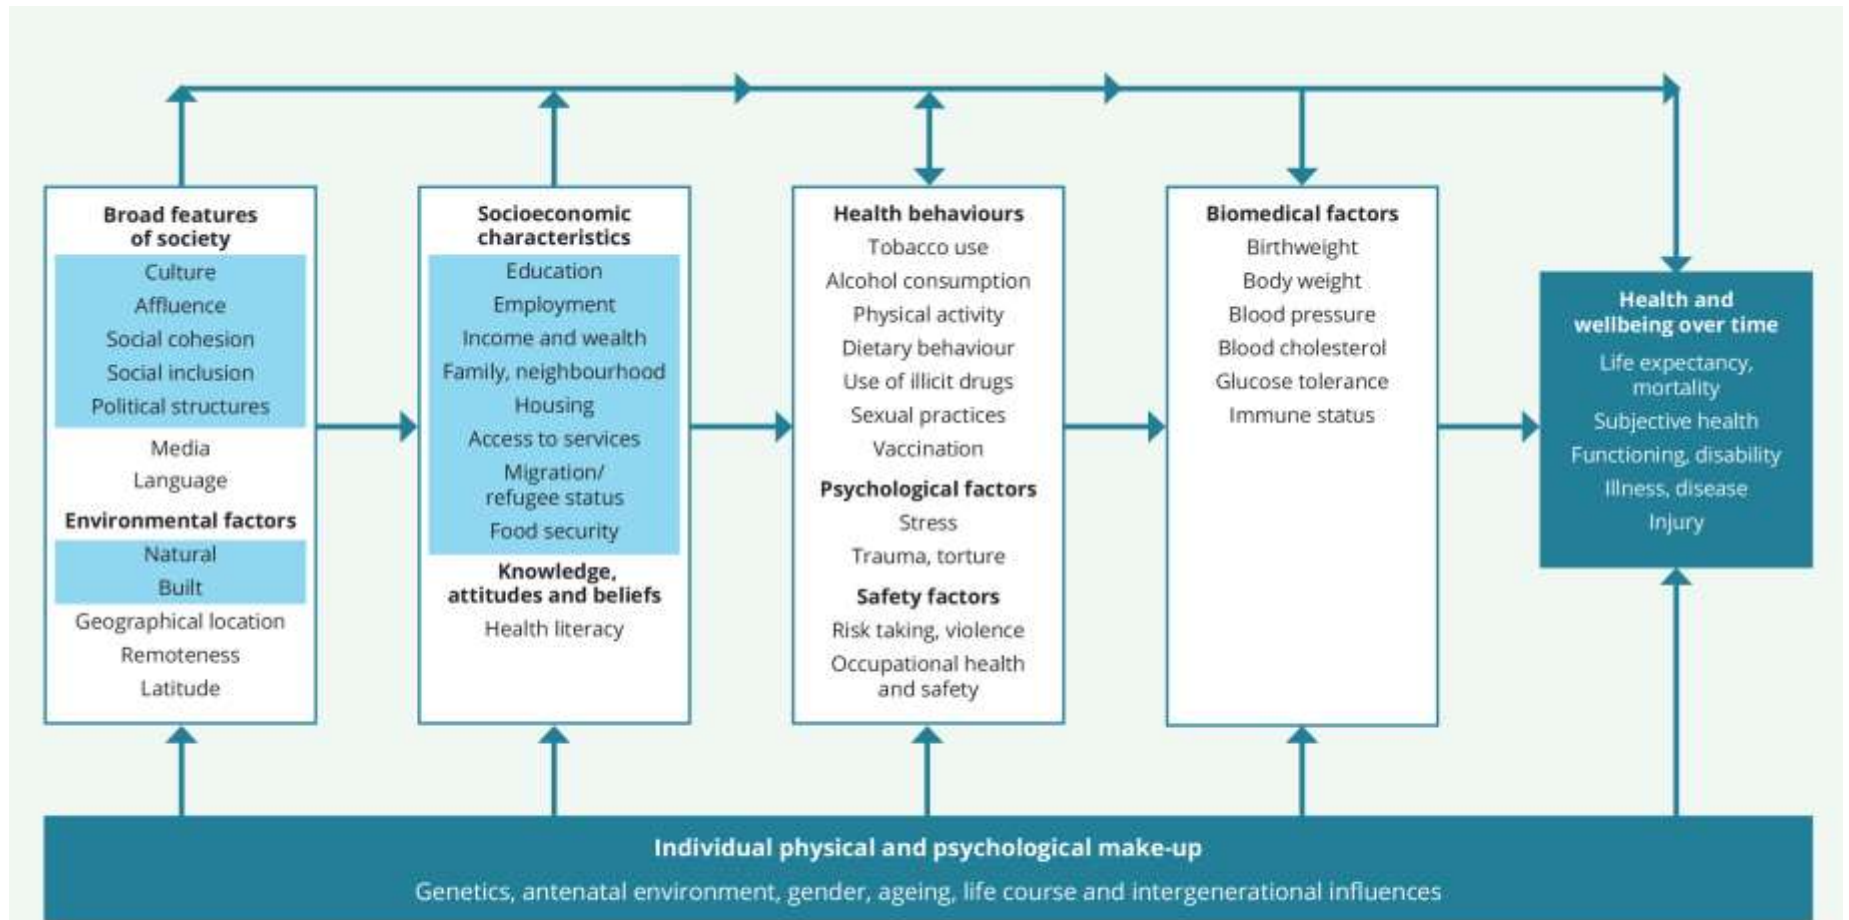 Broad features
of society
Culture
Affluence
Social cohesion
Social inclusion
Political structures
Media
Language
Environmental factors
Natural
Built
Geographical location
Remoteness
Latitude
Socioeconomic
characteristics
Education
Employment
Income and wealth
Family, neighbourhood
Housing
Access to services
Migration/
refugee status
Food security
Knowledge,
attitudes and beliefs
Health literacy
Health behaviours
Tobacco use
Alcohol consumption
Physical activity
Dietary behaviour
Use of illicit drugs
Sexual practices
Vaccination
Psychological factors
Stress
Trauma, torture
Safety factors
Risk taking, violence
Occupational health
and safety
Biomedical factors
Birthweight
Body weight
Blood pressure
Blood cholesterol
Glucose tolerance
Immune status
Health and
wellbeing over time
Life expectancy,
mortality
Subjective health
Functioning, disability
Illness, disease
Injury
Individual physical and psychological make-up
Genetics, antenatal environment, gender, ageing, life course and intergenerational influences